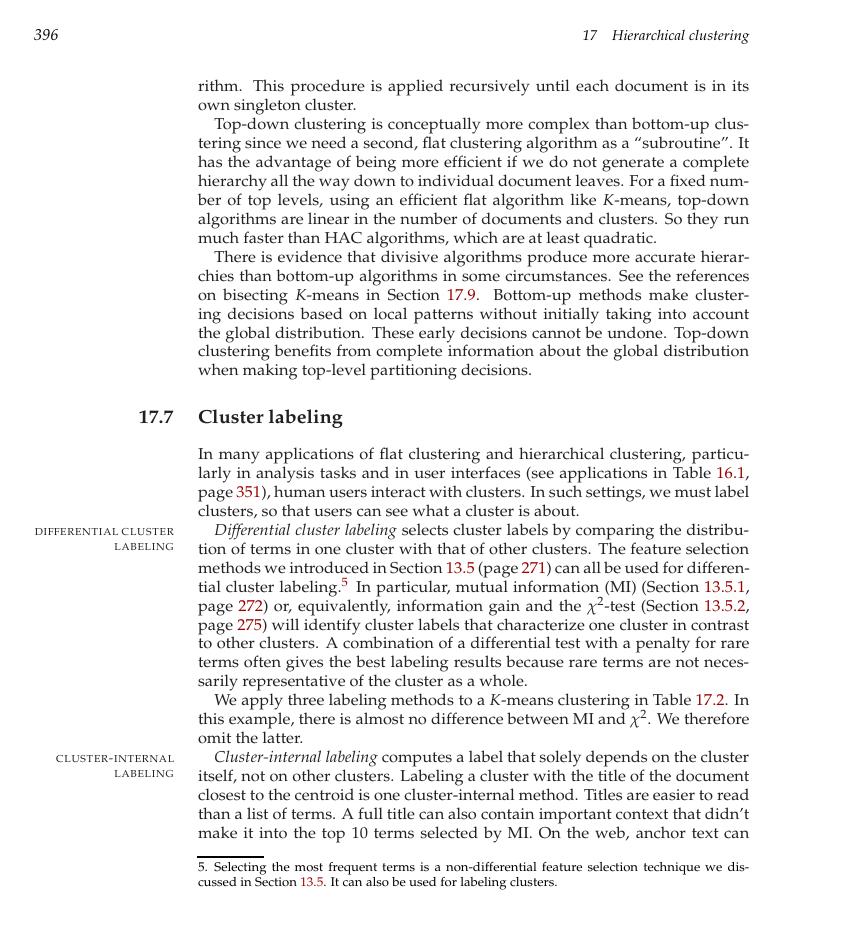 396
17 Hierarchical clustering
rithm. This procedure is applied recursively until each document is in its
own singleton cluster.
Top-down clustering is conceptually more complex than bottom-up clus-
tering since we need a second, flat clustering algorithm as a “subroutine”. It
has the advantage of being more efficient if we do not generate a complete
hierarchy all the way down to individual document leaves. For a fixed num-
ber of top levels, using an efficient flat algorithm like K-means, top-down
algorithms are linear in the number of documents and clusters. So they run
much faster than HAC algorithms, which are at least quadratic.
There is evidence that divisive algorithms produce more accurate hierar-
chies than bottom-up algorithms in some circumstances. See the references
on bisecting K-means in Section 17.9. Bottom-up methods make cluster-
ing decisions based on local patterns without initially taking into account
the global distribution. These early decisions cannot be undone. Top-down
clustering benefits from complete information about the global distribution
when making top-level partitioning decisions.
17.7 Cluster labeling
In many applications of flat clustering and hierarchical clustering, particu-
larly in analysis tasks and in user interfaces (see applications in Table 16.1,
page 351), human users interact with clusters. In such settings, we must label
clusters, so that users can see what a cluster is about.
DIFFERENTIAL CLUSTER
LABELING
Differential cluster labeling selects cluster labels by comparing the distribu-
tion of terms in one cluster with that of other clusters. The feature selection
methods we introduced in Section 13.5 (page 271) can all be used for differen-
tial cluster labeling.⁵ In particular, mutual information (MI) (Section 13.5.1,
page 272) or, equivalently, information gain and the χ²-test (Section 13.5.2,
page 275) will identify cluster labels that characterize one cluster in contrast
to other clusters. A combination of a differential test with a penalty for rare
terms often gives the best labeling results because rare terms are not neces-
sarily representative of the cluster as a whole.
We apply three labeling methods to a K-means clustering in Table 17.2. In
this example, there is almost no difference between MI and χ². We therefore
omit the latter.
CLUSTER-INTERNAL
LABELING
Cluster-internal labeling computes a label that solely depends on the cluster
itself, not on other clusters. Labeling a cluster with the title of the document
closest to the centroid is one cluster-internal method. Titles are easier to read
than a list of terms. A full title can also contain important context that didn’t
make it into the top 10 terms selected by MI. On the web, anchor text can
5. Selecting the most frequent terms is a non-differential feature selection technique we dis-
cussed in Section 13.5. It can also be used for labeling clusters.